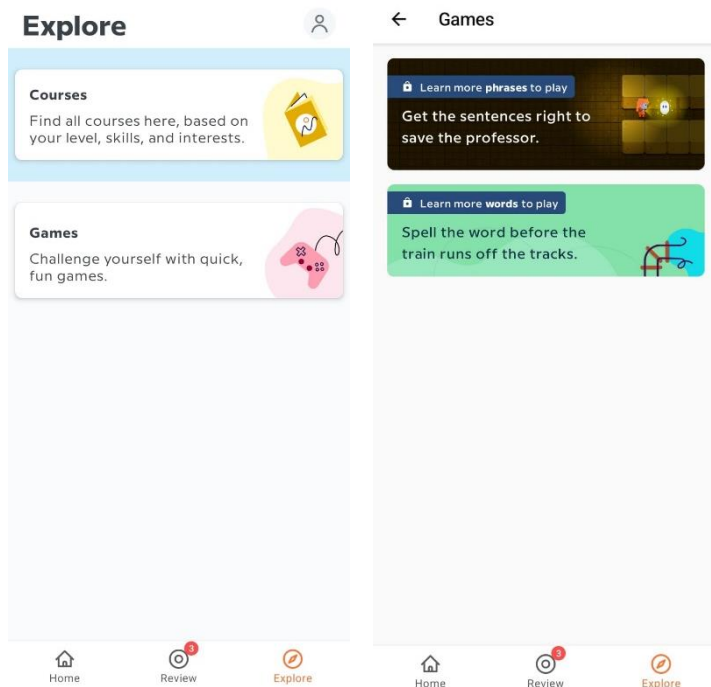 Explore
Courses
Find all courses here, based on
your level, skills, and interests.
Games
Challenge yourself with quick,
fun games.
3
Home
Review
Explore
Games
Learn more phrases to play
Get the sentences right to
save the professor.
Learn more words to play
Spell the word before the
train runs off the tracks.
3
Home
Review
Explore